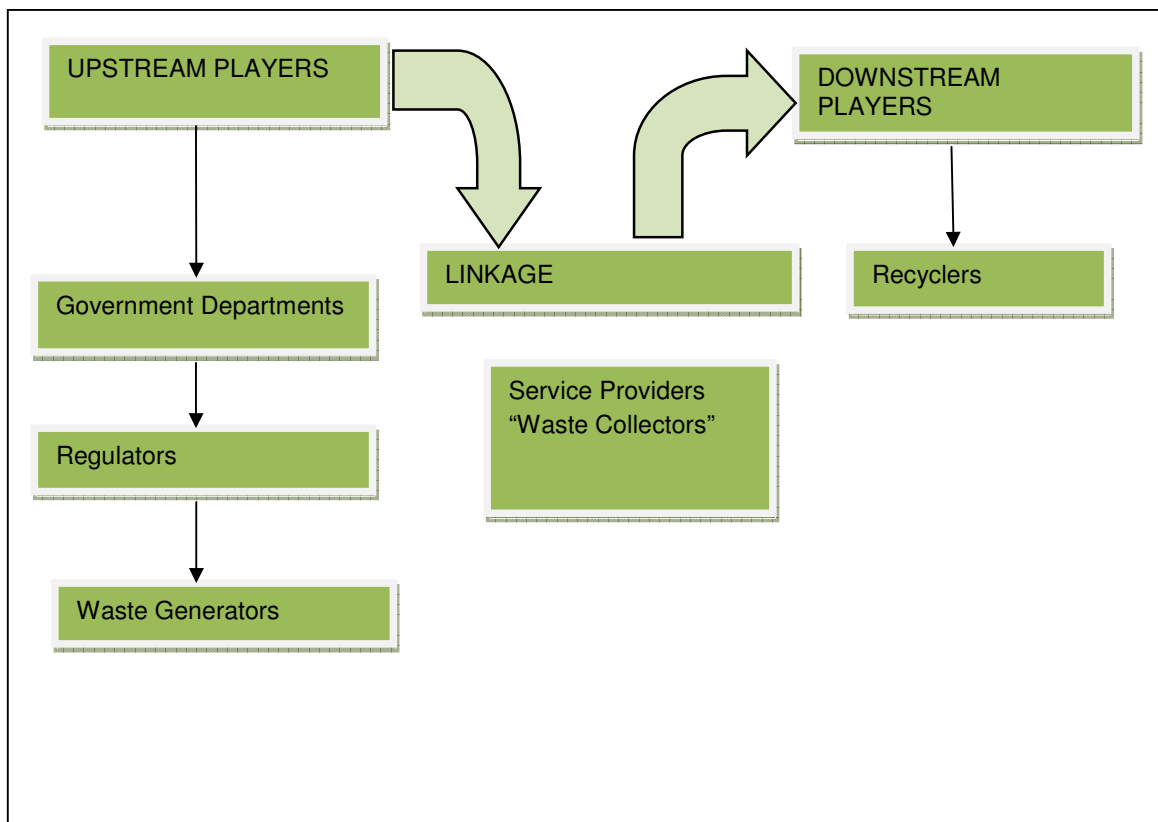 UPSTREAM PLAYERS
DOWNSTREAM
PLAYERS
LINKAGE
Recyclers
Government Departments
Service Providers
“Waste Collectors”
Regulators
Waste Generators